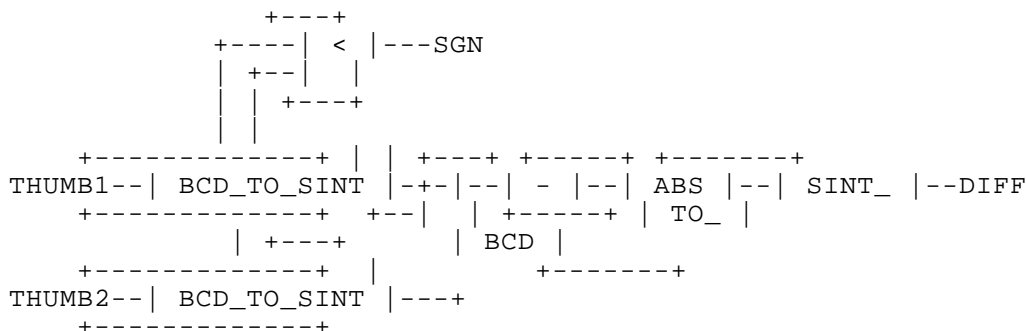 +----+
          +----| < |---SGN
          | +--|   |
          | |  +---+
          | |
    +-------------+ | | +---+ +-----+ +-------+
THUMB1--| BCD_TO_SINT |-+-|--| - |--| ABS |--| SINT_ |--DIFF
    +-------------+  +--|   | +-----+ | TO_ |
           | +---+      | BCD |
    +-------------+  |        +-------+
THUMB2--| BCD_TO_SINT |---+
    +-------------+